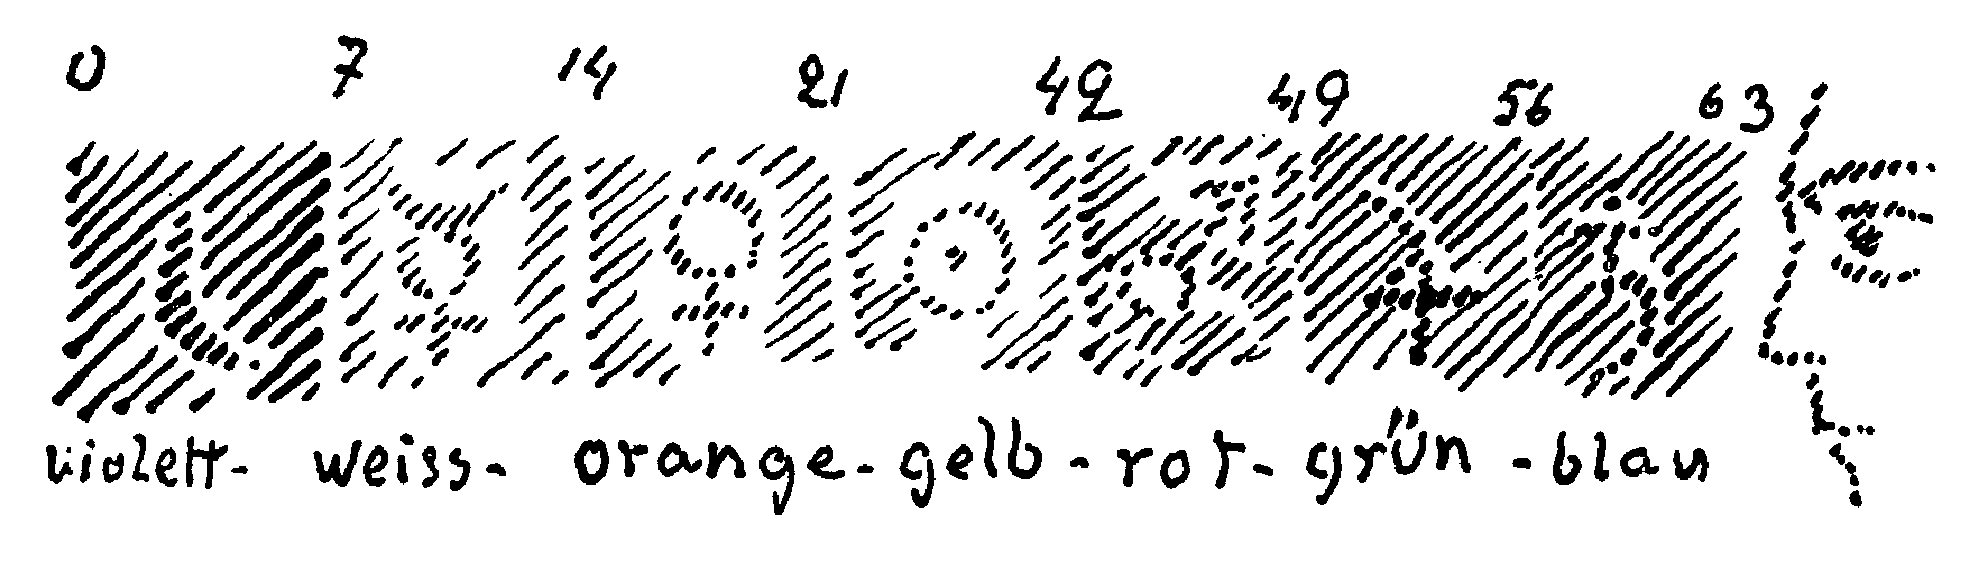 0 7 14 21 42 49 56 63
violett - weiss - orange - gelb - rot - grün - blau